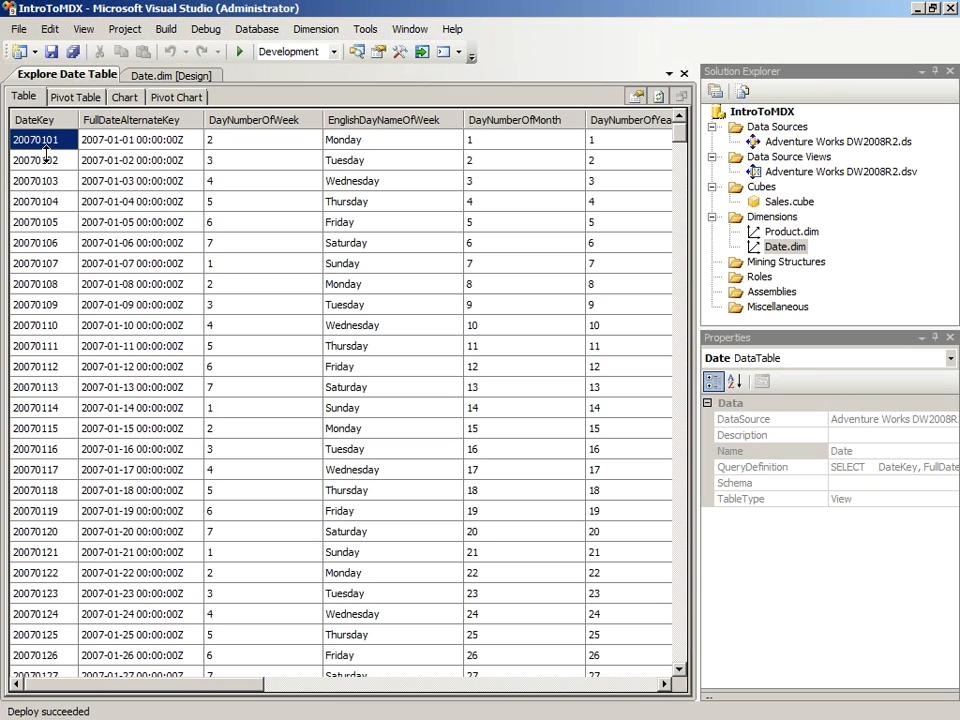 IntroToMDX - Microsoft Visual Studio (Administrator)
File Edit View Project Build Debug Database Dimension Tools Window Help
Development
Explore Date Table Date.dim [Design]
Table Pivot Table Chart Pivot Chart
DateKey FullDateAlternateKey DayNumberOfWeek EnglishDayNameOfWeek DayNumberOfMonth DayNumberOfYea
20070101 2007-01-01 00:00:00Z 2 Monday 1 1
20070102 2007-01-02 00:00:00Z 3 Tuesday 2 2
20070103 2007-01-03 00:00:00Z 4 Wednesday 3 3
20070104 2007-01-04 00:00:00Z 5 Thursday 4 4
20070105 2007-01-05 00:00:00Z 6 Friday 5 5
20070106 2007-01-06 00:00:00Z 7 Saturday 6 6
20070107 2007-01-07 00:00:00Z 1 Sunday 7 7
20070108 2007-01-08 00:00:00Z 2 Monday 8 8
20070109 2007-01-09 00:00:00Z 3 Tuesday 9 9
20070110 2007-01-10 00:00:00Z 4 Wednesday 10 10
20070111 2007-01-11 00:00:00Z 5 Thursday 11 11
20070112 2007-01-12 00:00:00Z 6 Friday 12 12
20070113 2007-01-13 00:00:00Z 7 Saturday 13 13
20070114 2007-01-14 00:00:00Z 1 Sunday 14 14
20070115 2007-01-15 00:00:00Z 2 Monday 15 15
20070116 2007-01-16 00:00:00Z 3 Tuesday 16 16
20070117 2007-01-17 00:00:00Z 4 Wednesday 17 17
20070118 2007-01-18 00:00:00Z 5 Thursday 18 18
20070119 2007-01-19 00:00:00Z 6 Friday 19 19
20070120 2007-01-20 00:00:00Z 7 Saturday 20 20
20070121 2007-01-21 00:00:00Z 1 Sunday 21 21
20070122 2007-01-22 00:00:00Z 2 Monday 22 22
20070123 2007-01-23 00:00:00Z 3 Tuesday 23 23
20070124 2007-01-24 00:00:00Z 4 Wednesday 24 24
20070125 2007-01-25 00:00:00Z 5 Thursday 25 25
20070126 2007-01-26 00:00:00Z 6 Friday 26 26
20070127 2007-01-27 00:00:00Z 7 Saturday 27 27
Solution Explorer
IntroToMDX
Data Sources
Adventure Works DW2008R2.ds
Data Source Views
Adventure Works DW2008R2.dsv
Cubes
Sales.cube
Dimensions
Product.dim
Date.dim
Mining Structures
Roles
Assemblies
Miscellaneous
Properties
Date DataTable
Data
DataSource Adventure Works DW2008R
Description
Name Date
QueryDefinition SELECT DateKey, FullDate
Schema
TableType View
Deploy succeeded